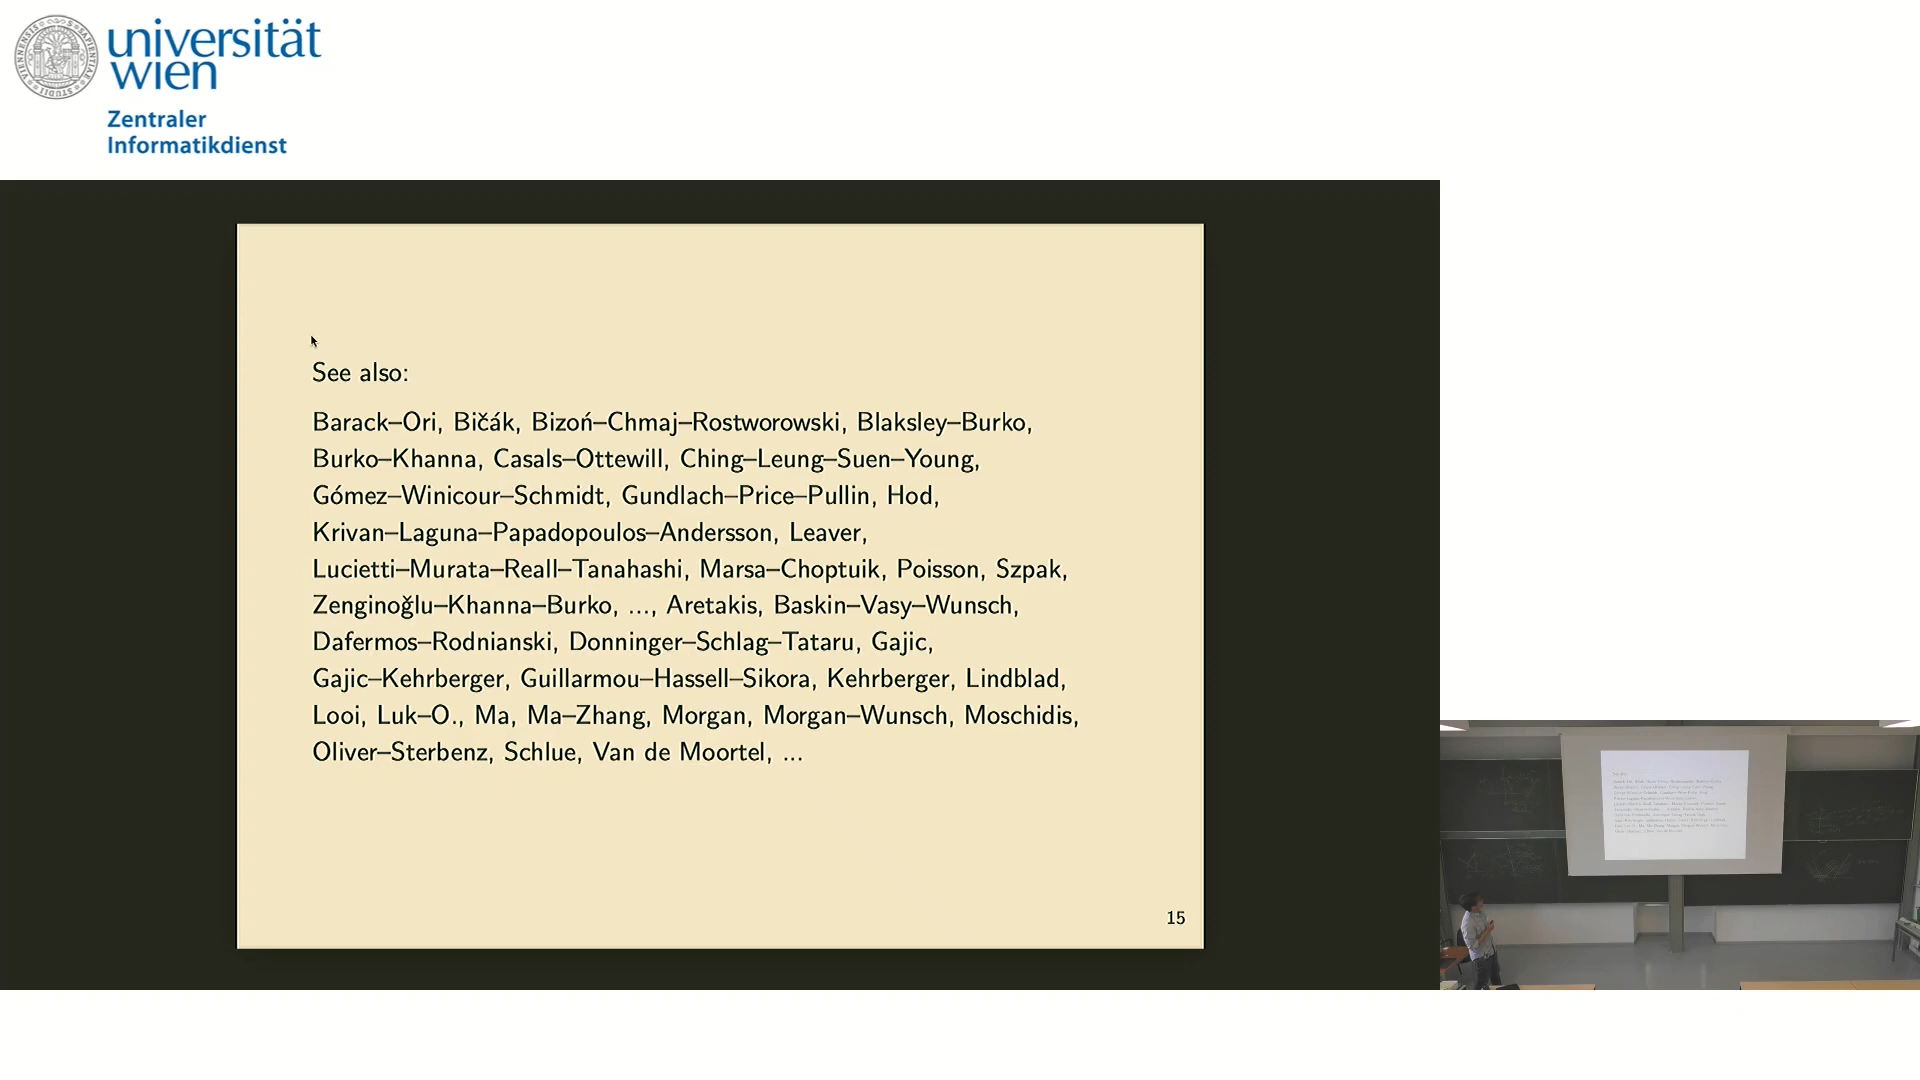 universität
wien
Zentraler
Informatikdienst
See also:
Barack–Ori, Bičák, Bizoń–Chmaj–Rostworowski, Blaksley–Burko,
Burko–Khanna, Casals–Ottewill, Ching–Leung–Suen–Young,
Gómez–Winicour–Schmidt, Gundlach–Price–Pullin, Hod,
Krivan–Laguna–Papadopoulos–Andersson, Leaver,
Lucietti–Murata–Reall–Tanahashi, Marsa–Choptuik, Poisson, Szpak,
Zenginoğlu–Khanna–Burko, ..., Aretakis, Baskin–Vasy–Wunsch,
Dafermos–Rodnianski, Donninger–Schlag–Tataru, Gajic,
Gajic–Kehrberger, Guillarmou–Hassell–Sikora, Kehrberger, Lindblad,
Looi, Luk–O., Ma, Ma–Zhang, Morgan, Morgan–Wunsch, Moschidis,
Oliver–Sterbenz, Schlue, Van de Moortel, ...
15